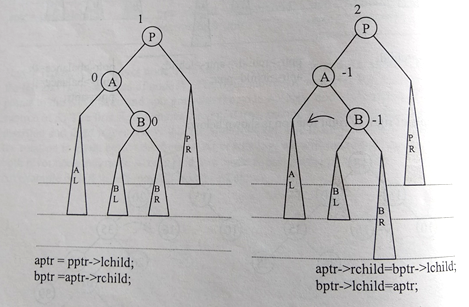 1
P
0
A
B
0
A
L
B
L
B
R
P
R
aptr = pptr->lchild;
bptr =aptr->rchild;
2
P
A
-1
B
-1
A
L
B
L
B
R
P
R
aptr->rchild=bptr->lchild;
bptr->lchild=aptr;